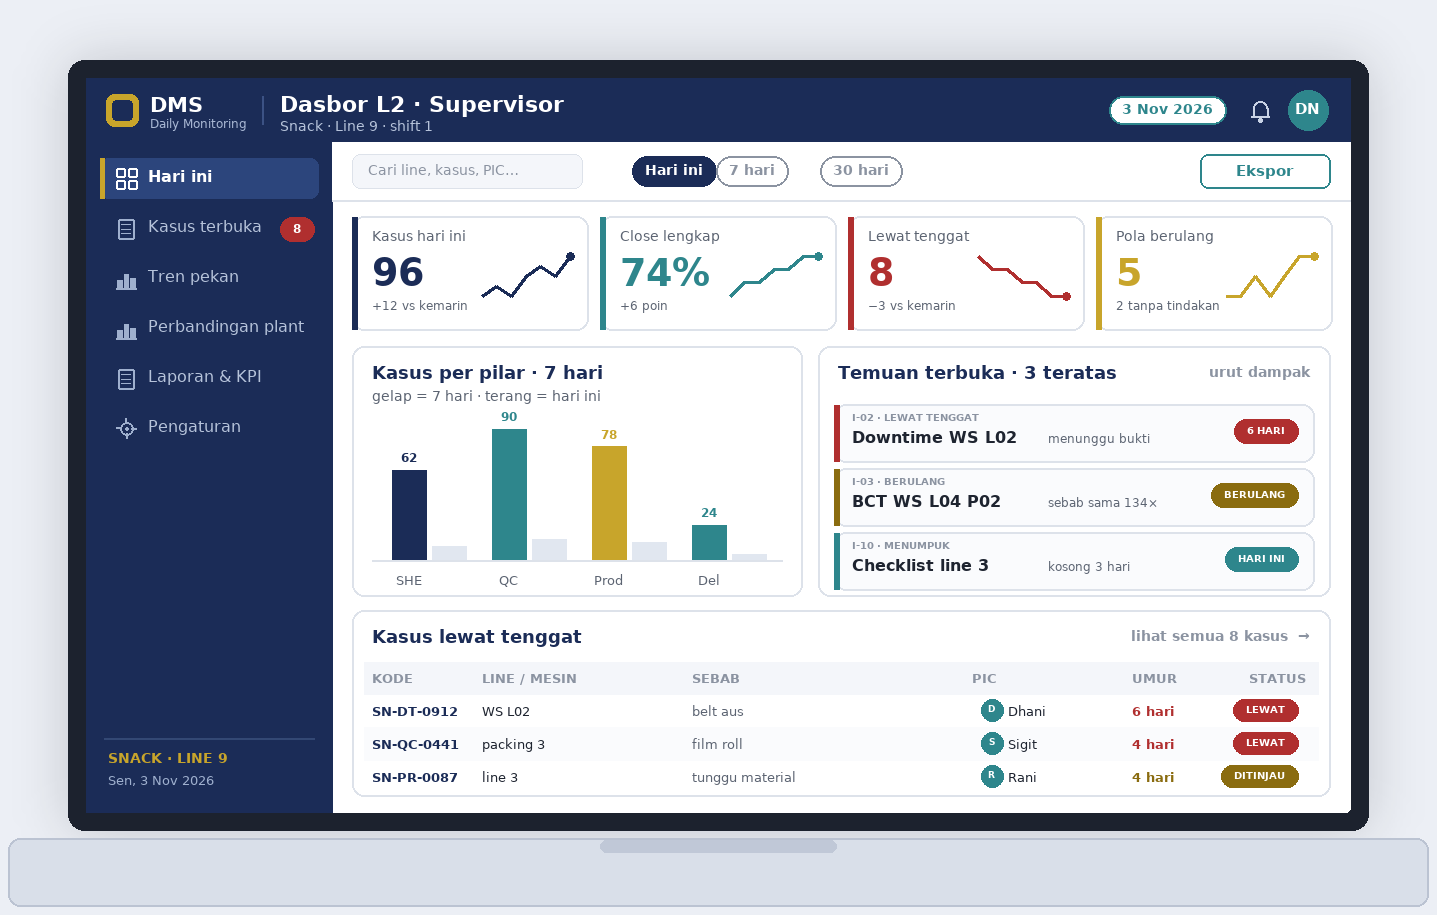 DMS
Daily Monitoring
Dasbor L2 · Supervisor
Snack · Line 9 · shift 1
3 Nov 2026
DN
Hari ini
Kasus terbuka 8
Tren pekan
Perbandingan plant
Laporan & KPI
Pengaturan
SNACK · LINE 9
Sen, 3 Nov 2026
Cari line, kasus, PIC...
Hari ini 7 hari 30 hari
Ekspor
Kasus hari ini
96
+12 vs kemarin
Close lengkap
74%
+6 poin
Lewat tenggat
8
−3 vs kemarin
Pola berulang
5
2 tanpa tindakan
Kasus per pilar · 7 hari
gelap = 7 hari · terang = hari ini
62 90 78 24
SHE QC Prod Del
Temuan terbuka · 3 teratas
urut dampak
I-02 · LEWAT TENGGAT
Downtime WS L02 menunggu bukti 6 HARI
I-03 · BERULANG
BCT WS L04 P02 sebab sama 134× BERULANG
I-10 · MENUMPUK
Checklist line 3 kosong 3 hari HARI INI
Kasus lewat tenggat
lihat semua 8 kasus →
KODE LINE / MESIN SEBAB PIC UMUR STATUS
SN-DT-0912 WS L02 belt aus D Dhani 6 hari LEWAT
SN-QC-0441 packing 3 film roll S Sigit 4 hari LEWAT
SN-PR-0087 line 3 tunggu material R Rani 4 hari DITINJAU